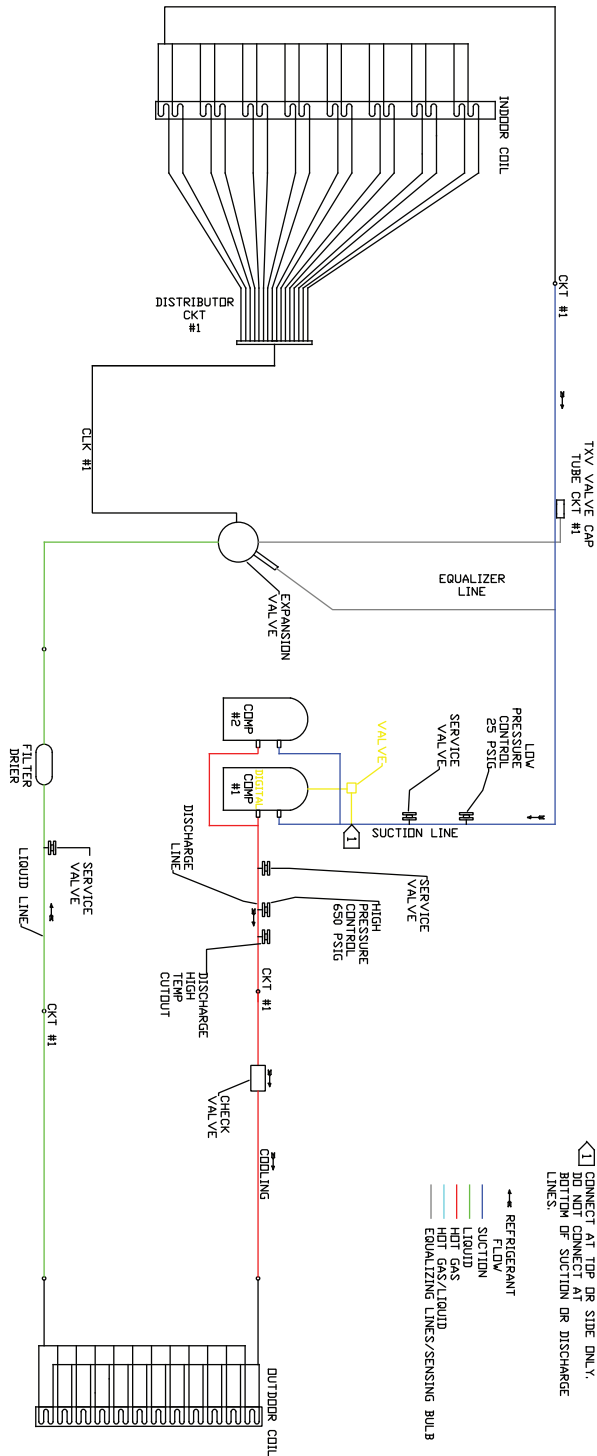 INDOOR COIL
DISTRIBUTOR
CKT
#1
CKT #1
CLK #1
TXV VALVE CAP
TUBE CKT #1
EQUALIZER
LINE
EXPANSION
VALVE
COMP
#2
DIGITAL
COMP
#1
VALVE
SERVICE
VALVE
LOW
PRESSURE
CONTROL
25 PSIG
1
SUCTION LINE
FILTER
DRIER
SERVICE
VALVE
LIQUID LINE
CKT #1
DISCHARGE
LINE
SERVICE
VALVE
HIGH
PRESSURE
CONTROL
650 PSIG
DISCHARGE
HIGH
TEMP
CUTOUT
CKT #1
CHECK
VALVE
COOLING
OUTDOOR COIL
1 CONNECT AT TOP OR SIDE ONLY.
DO NOT CONNECT AT
BOTTOM OF SUCTION OR DISCHARGE
LINES.
REFRIGERANT
FLOW
SUCTION
LIQUID
HOT GAS
HOT GAS/LIQUID
EQUALIZING LINES/SENSING BULB